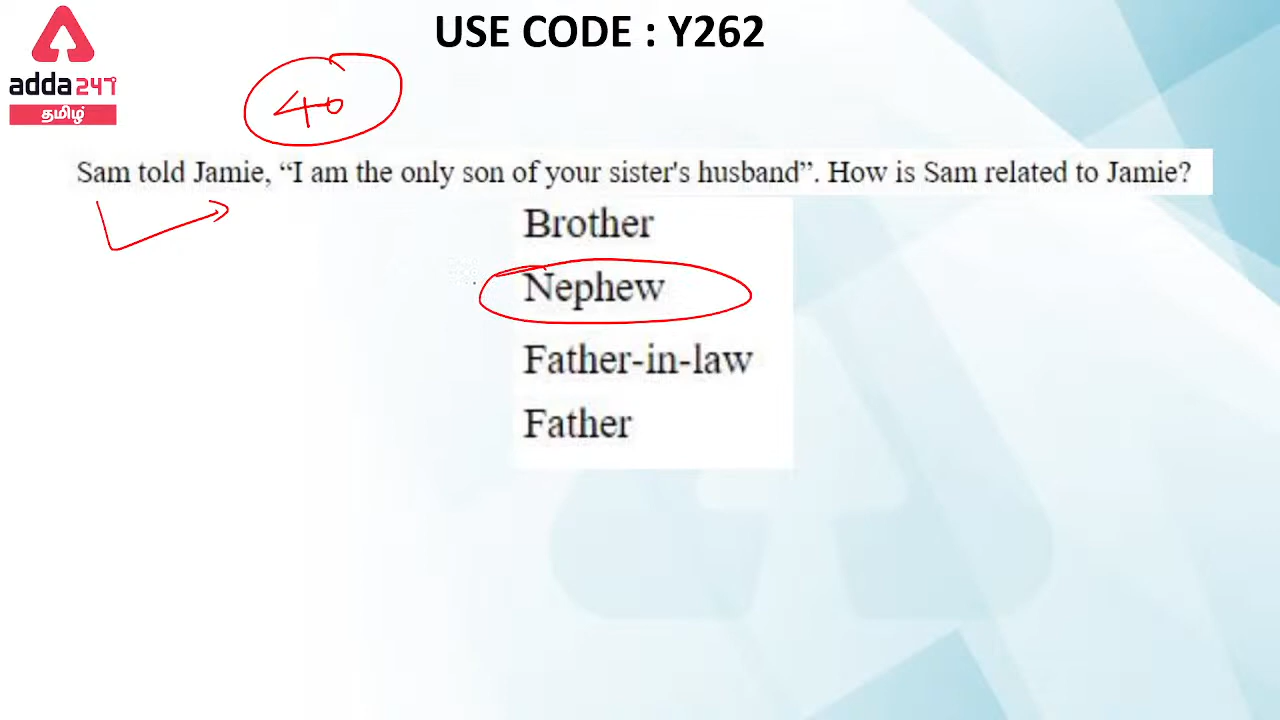 USE CODE : Y262
adda247
தமிழ்
40
Sam told Jamie, “I am the only son of your sister's husband”. How is Sam related to Jamie?
Brother
Nephew
Father-in-law
Father